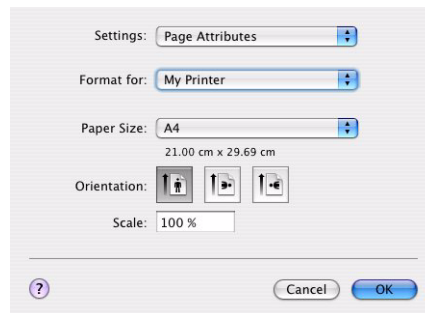 Settings: Page Attributes
Format for: My Printer
Paper Size: A4
21.00 cm x 29.69 cm
Orientation:
Scale: 100 %
? Cancel OK